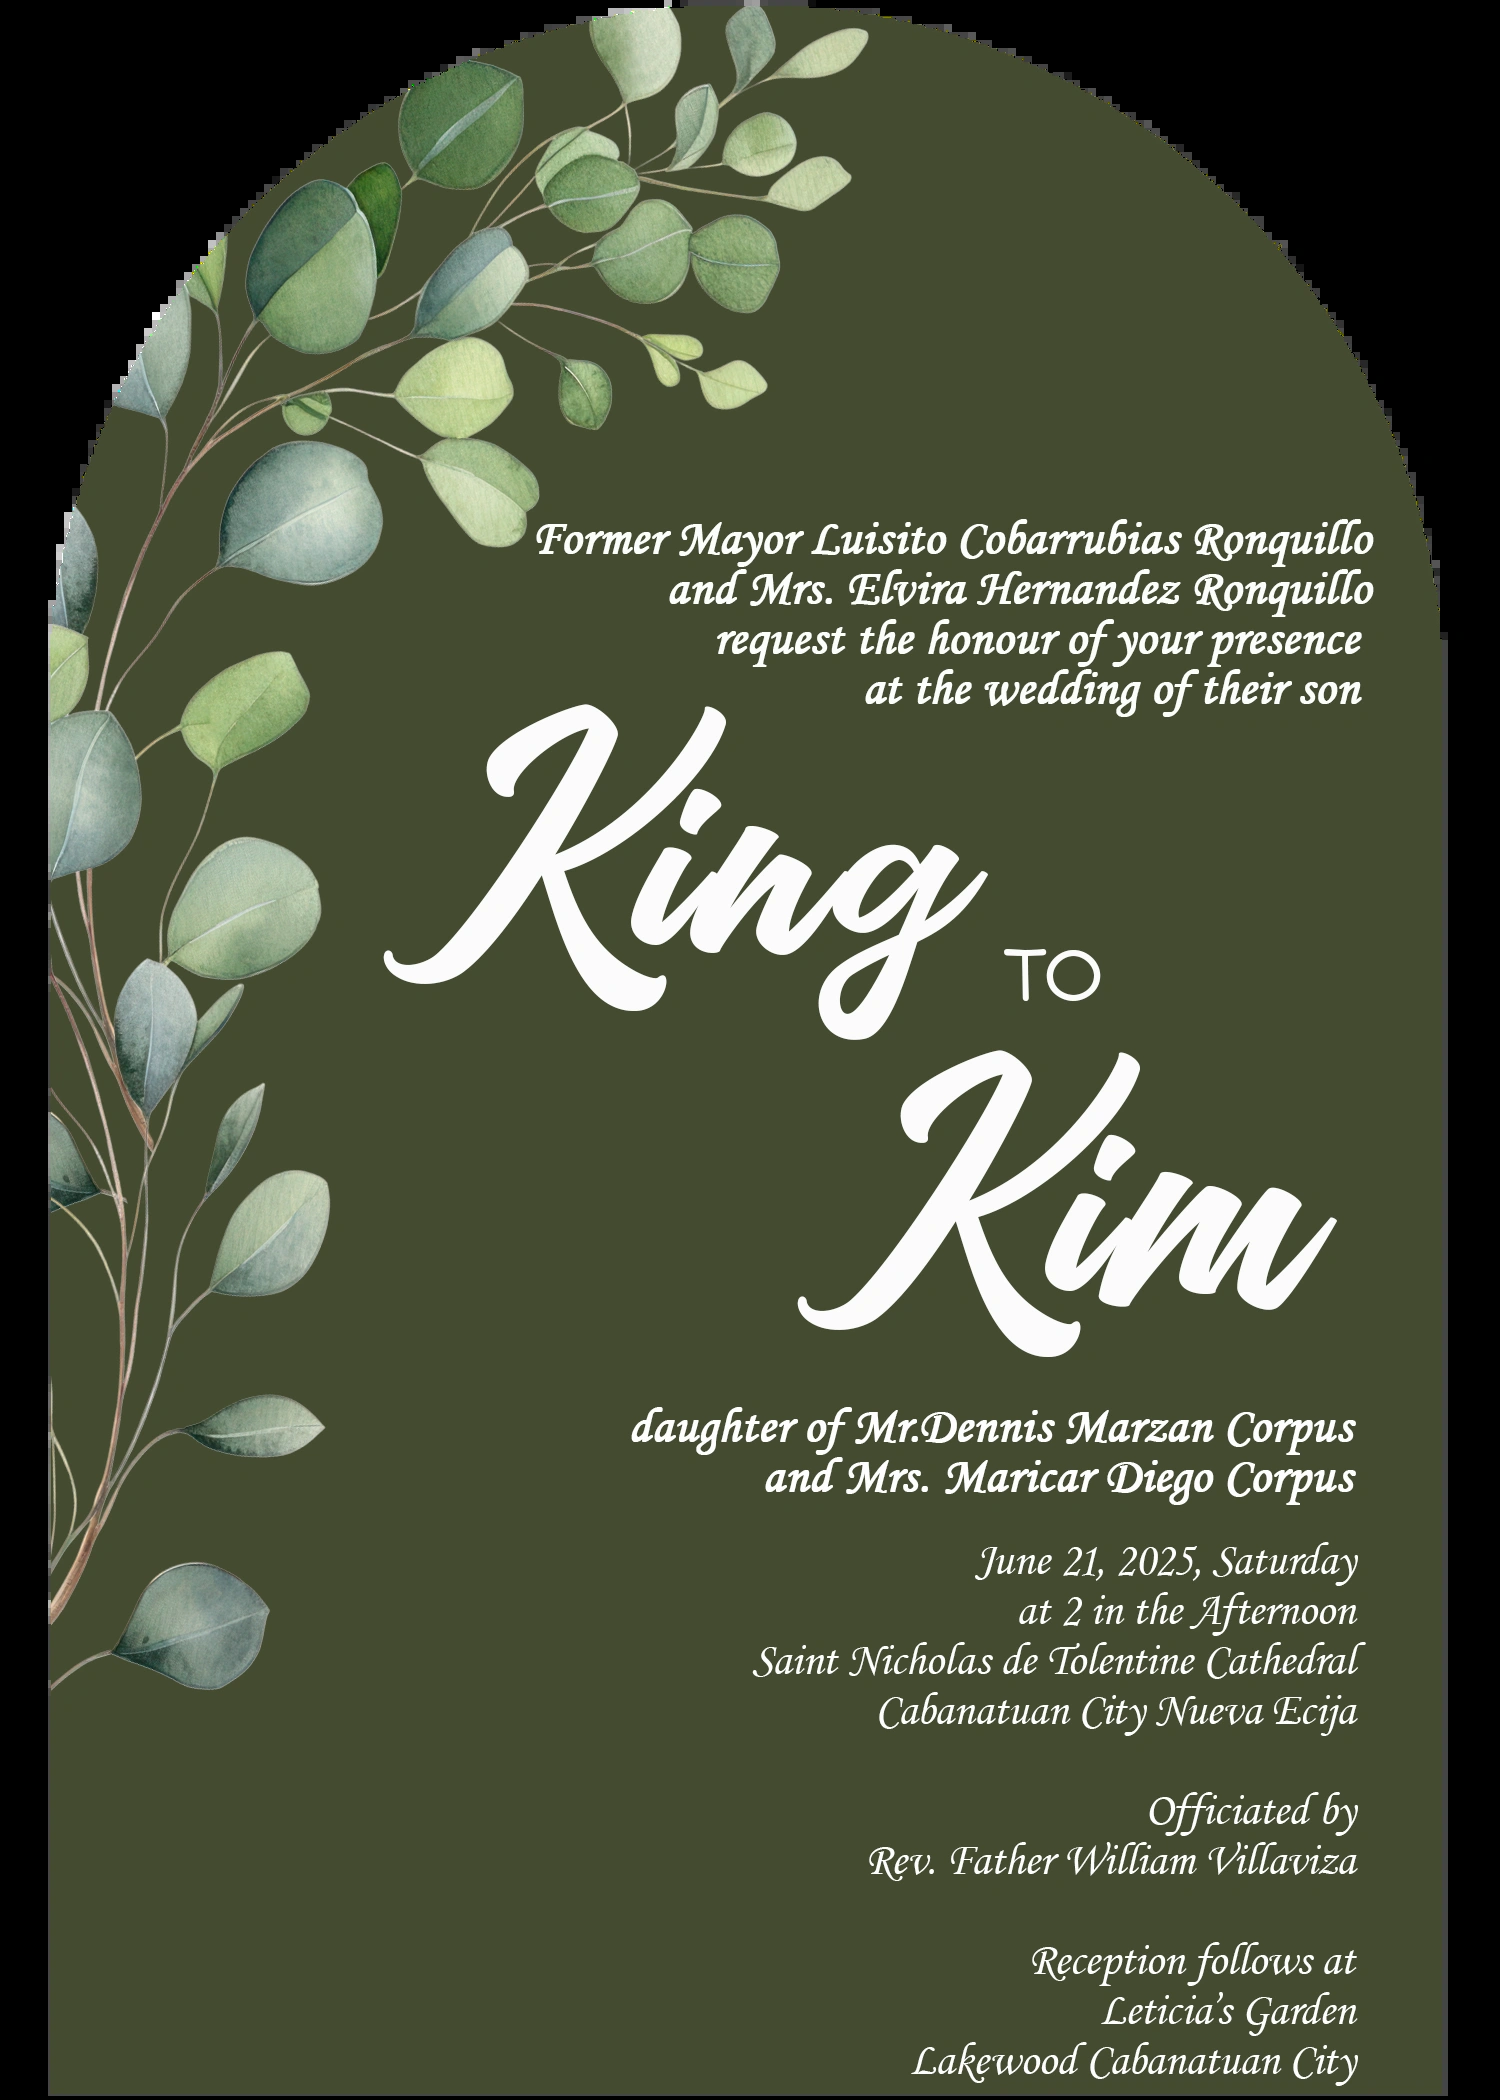 Former Mayor Luisito Cobarrubias Ronquillo
and Mrs. Elvira Hernandez Ronquillo
request the honour of your presence
at the wedding of their son
King
TO
Kim
daughter of Mr.Dennis Marzan Corpus
and Mrs. Maricar Diego Corpus
June 21, 2025, Saturday
at 2 in the Afternoon
Saint Nicholas de Tolentine Cathedral
Cabanatuan City Nueva Ecija
Officiated by
Rev. Father William Villaviza
Reception follows at
Leticia’s Garden
Lakewood Cabanatuan City